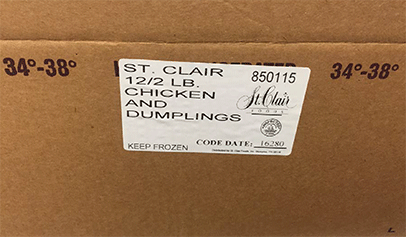 34°-38°
34°-38°
ST. CLAIR
12/2 LB.
CHICKEN
AND
DUMPLINGS
KEEP FROZEN
850115
St. Clair
FOODS
CODE DATE: 16280